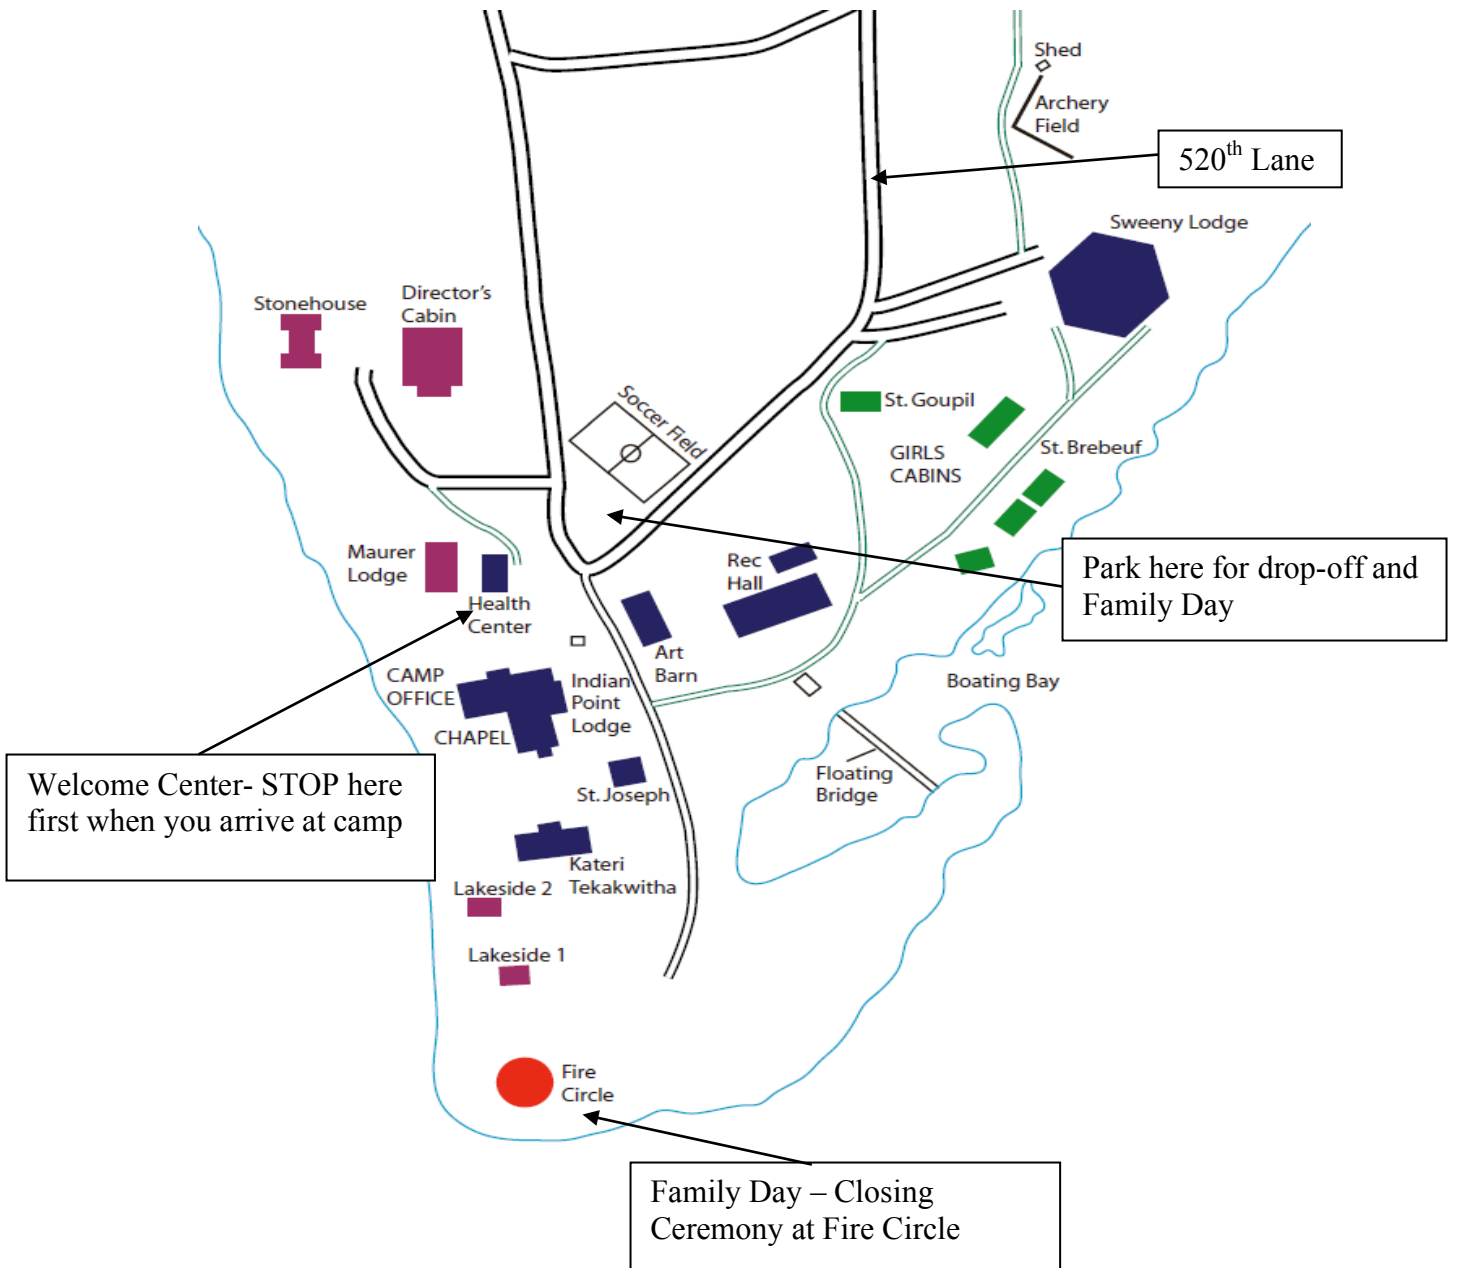 Shed
Archery
Field
520th Lane
Sweeny Lodge
Stonehouse
Director's
Cabin
Soccer Field
St. Goupil
GIRLS
CABINS
St. Brebeuf
Maurer
Lodge
Health
Center
Rec
Hall
Park here for drop-off and
Family Day
Art
Barn
CAMP
OFFICE
Indian
Point
Lodge
CHAPEL
Boating Bay
Welcome Center- STOP here
first when you arrive at camp
St. Joseph
Floating
Bridge
Kateri
Tekakwitha
Lakeside 2
Lakeside 1
Fire
Circle
Family Day – Closing
Ceremony at Fire Circle